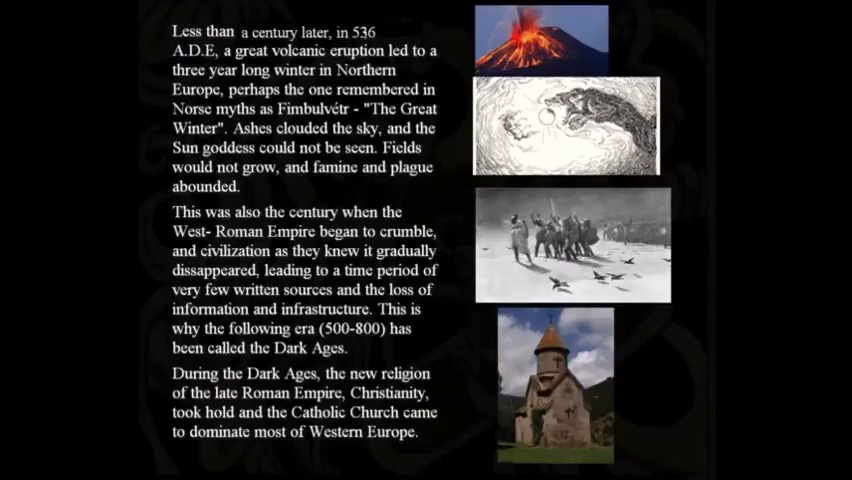 Less than a century later, in 536
A.D.E, a great volcanic eruption led to a
three year long winter in Northern
Europe, perhaps the one remembered in
Norse myths as Fimbulvétr - "The Great
Winter". Ashes clouded the sky, and the
Sun goddess could not be seen. Fields
would not grow, and famine and plague
abounded.
This was also the century when the
West- Roman Empire began to crumble,
and civilization as they knew it gradually
dissappeared, leading to a time period of
very few written sources and the loss of
information and infrastructure. This is
why the following era (500-800) has
been called the Dark Ages.
During the Dark Ages, the new religion
of the late Roman Empire, Christianity,
took hold and the Catholic Church came
to dominate most of Western Europe.